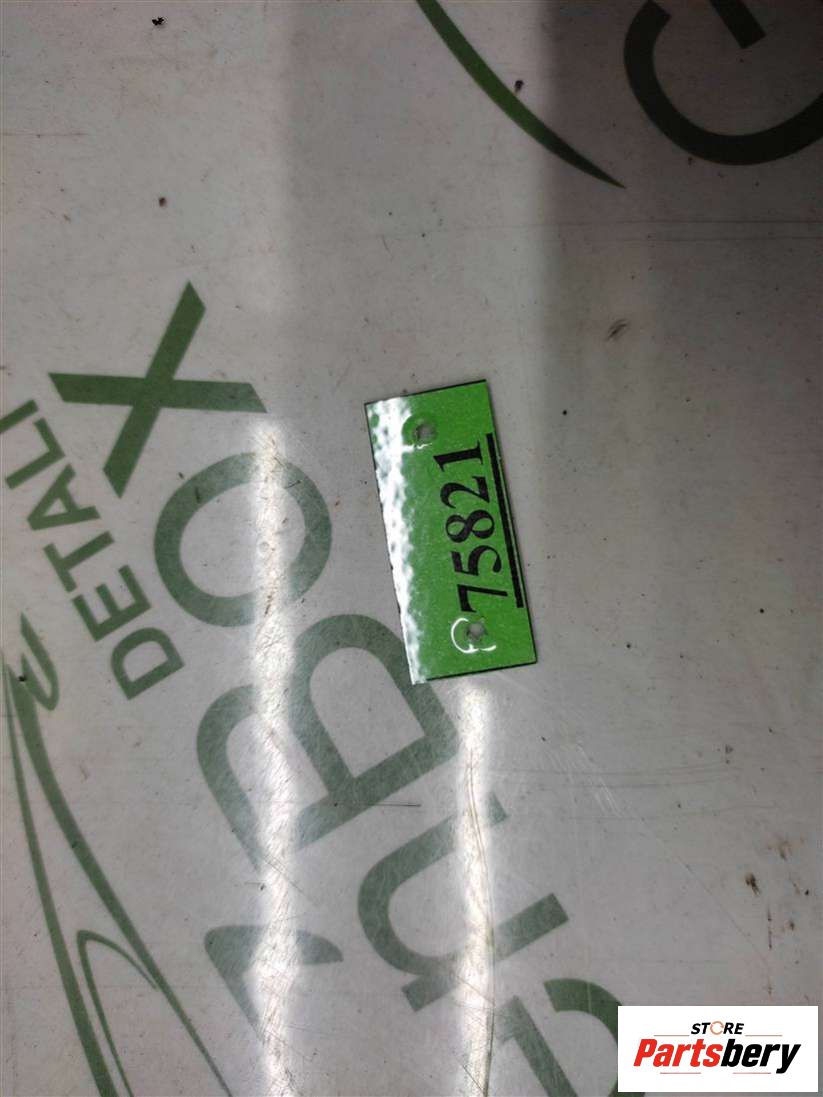 75821
DETALI
BOX
STORE
Partsbery